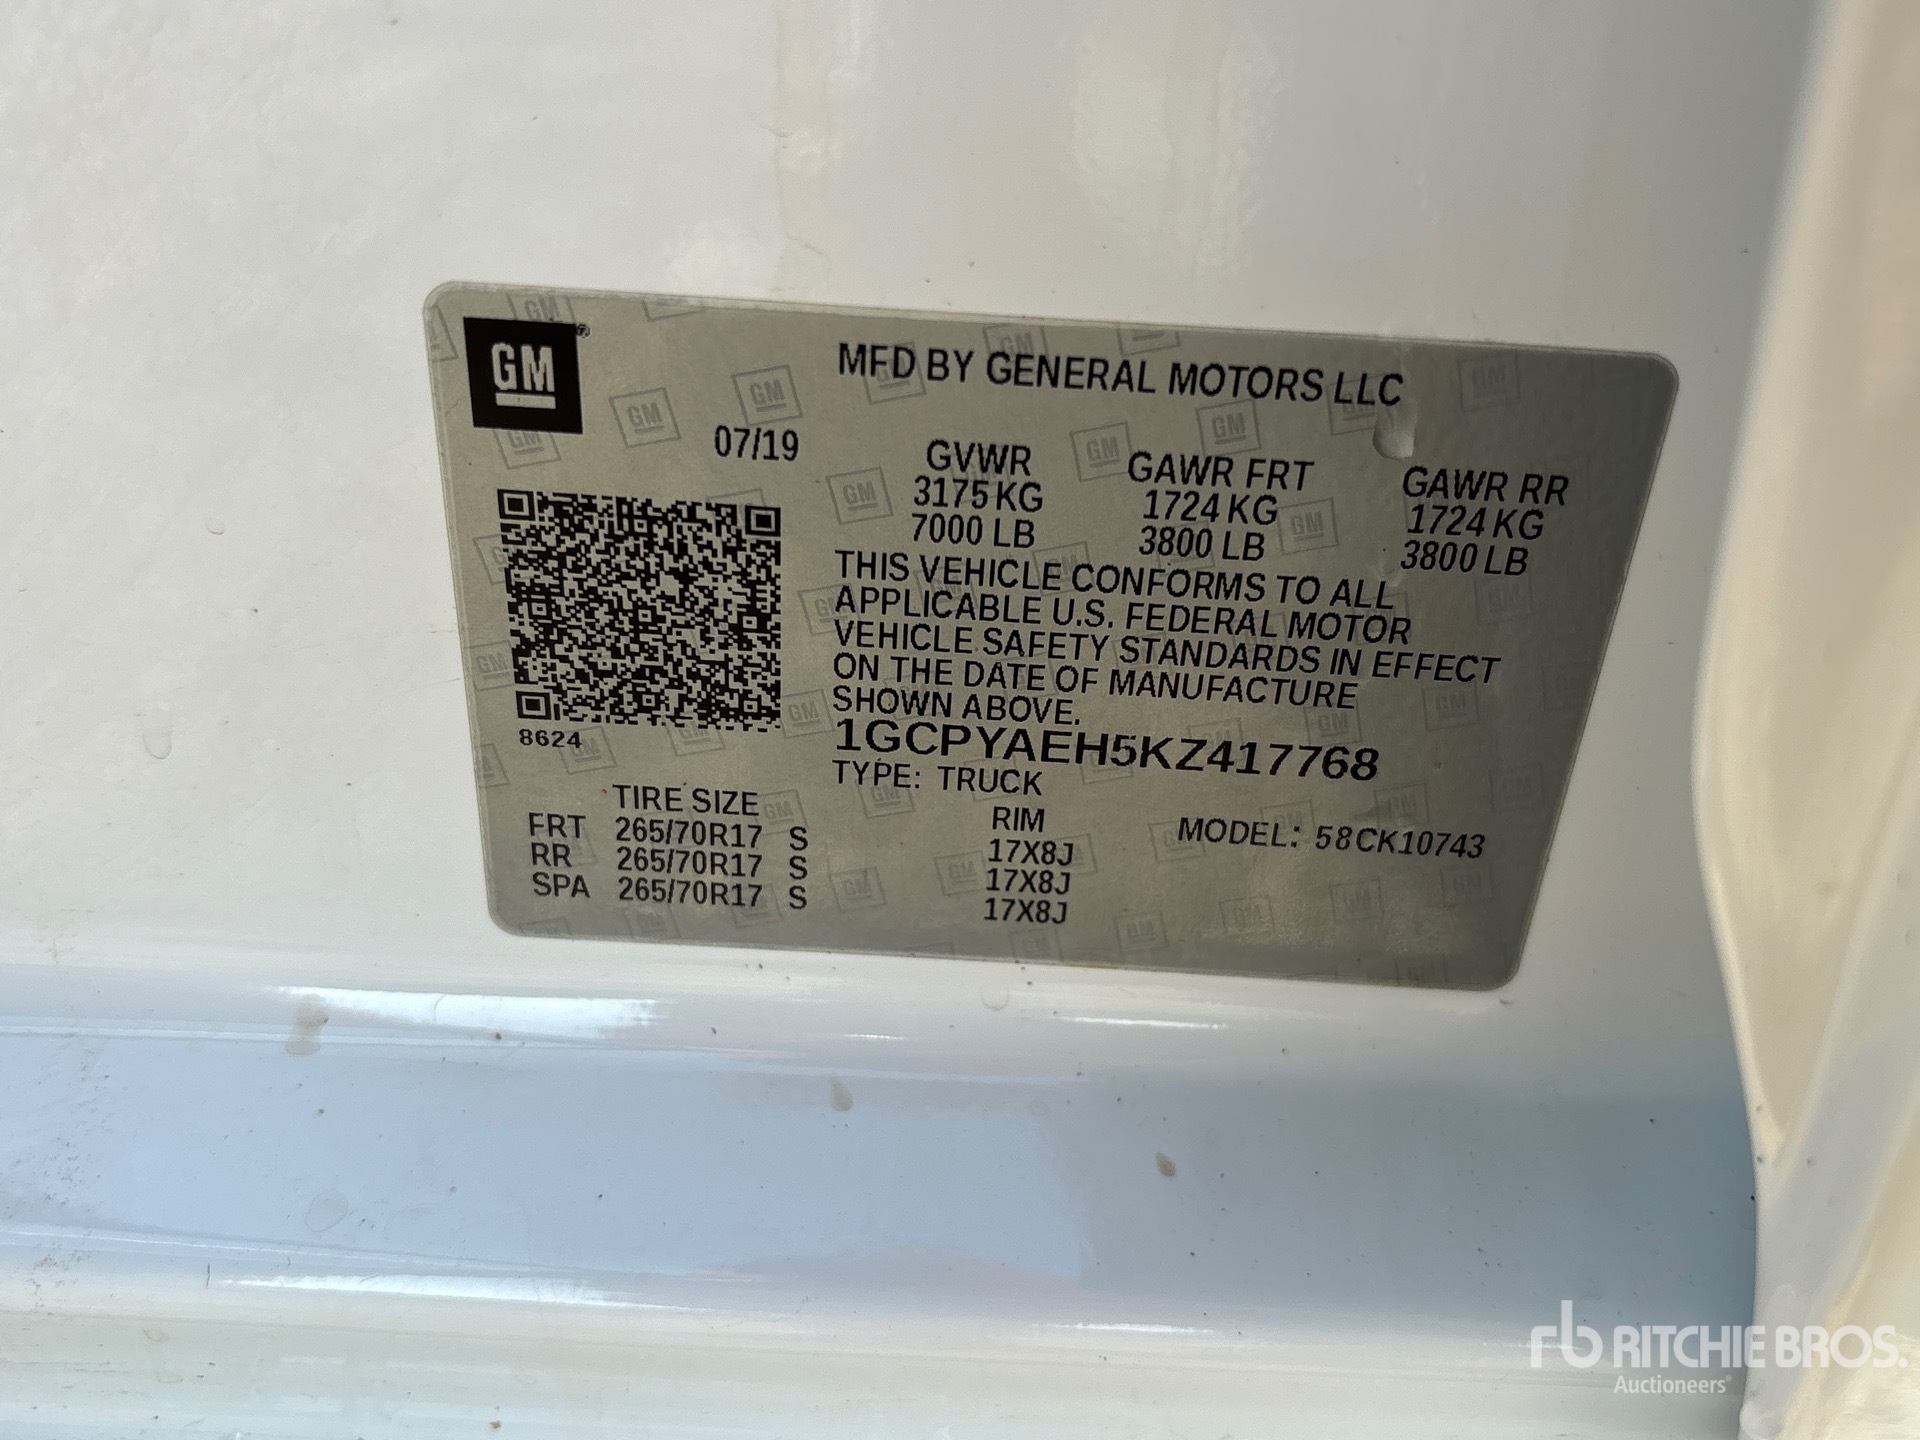 GM
MFD BY GENERAL MOTORS LLC
07/19
GVWR GAWR FRT GAWR RR
3175 KG 1724 KG 1724 KG
7000 LB 3800 LB 3800 LB
THIS VEHICLE CONFORMS TO ALL
APPLICABLE U.S. FEDERAL MOTOR
VEHICLE SAFETY STANDARDS IN EFFECT
ON THE DATE OF MANUFACTURE
SHOWN ABOVE.
8624
1GCPYAEH5KZ417768
TYPE: TRUCK
TIRE SIZE RIM MODEL: 58CK10743
FRT 265/70R17 S 17X8J
RR 265/70R17 S 17X8J
SPA 265/70R17 S 17X8J
rb RITCHIE BROS.
Auctioneers